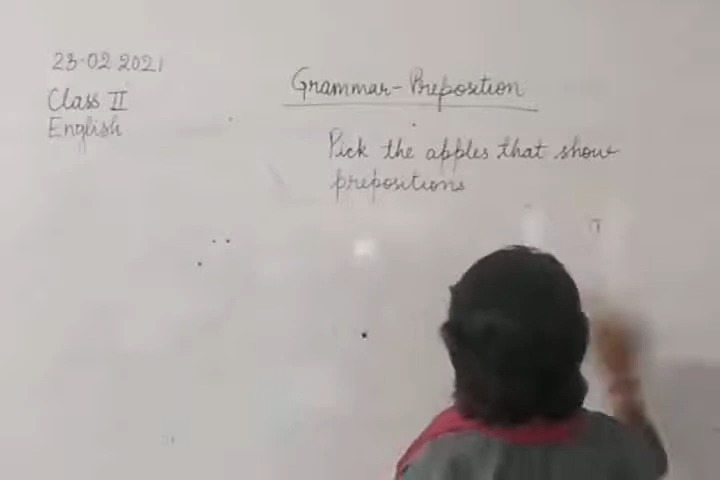 23-02 2021
Class II
English
Grammar-Preposition
Pick the apples that show
prepositions